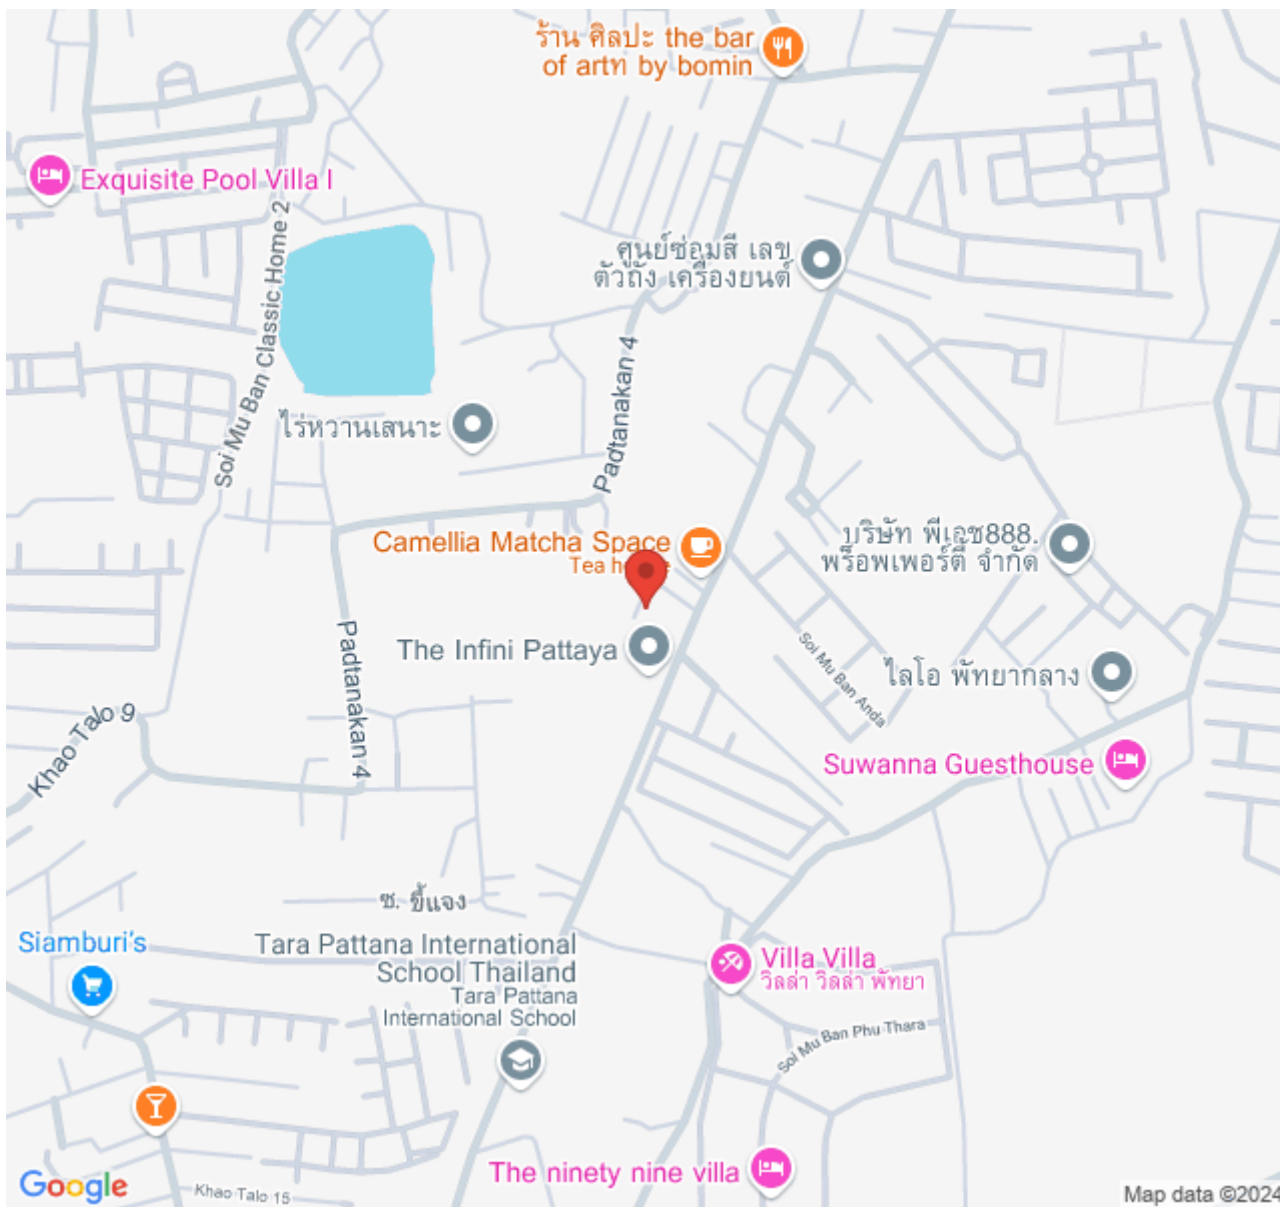 ร้าน ศิลปะ the bar
of artท by bomin
Exquisite Pool Villa I
Soi Mu Ban Classic Home 2
ศูนย์ซ่อมสี เลข
ตัวถัง เครื่องยนต์
Padtanakan 4
ไร่หวานเสนาะ
Camellia Matcha Space
Tea
บริษัท พีเอช888.
พร็อพเพอร์ตี้ จำกัด
The Infini Pattaya
Soi Mu Ban Anda
ไลโอ พัทยากลาง
Padtanakan 4
Khao Talo 9
Suwanna Guesthouse
ซ. ขี้แจง
Siamburi's
Tara Pattana International
School Thailand
Tara Pattana
International School
Villa Villa
วิลล่า วิลล่า พัทยา
Soi Mu Ban Phu Thara
The ninety nine villa
Google
Khao Talo 15
Map data ©2024